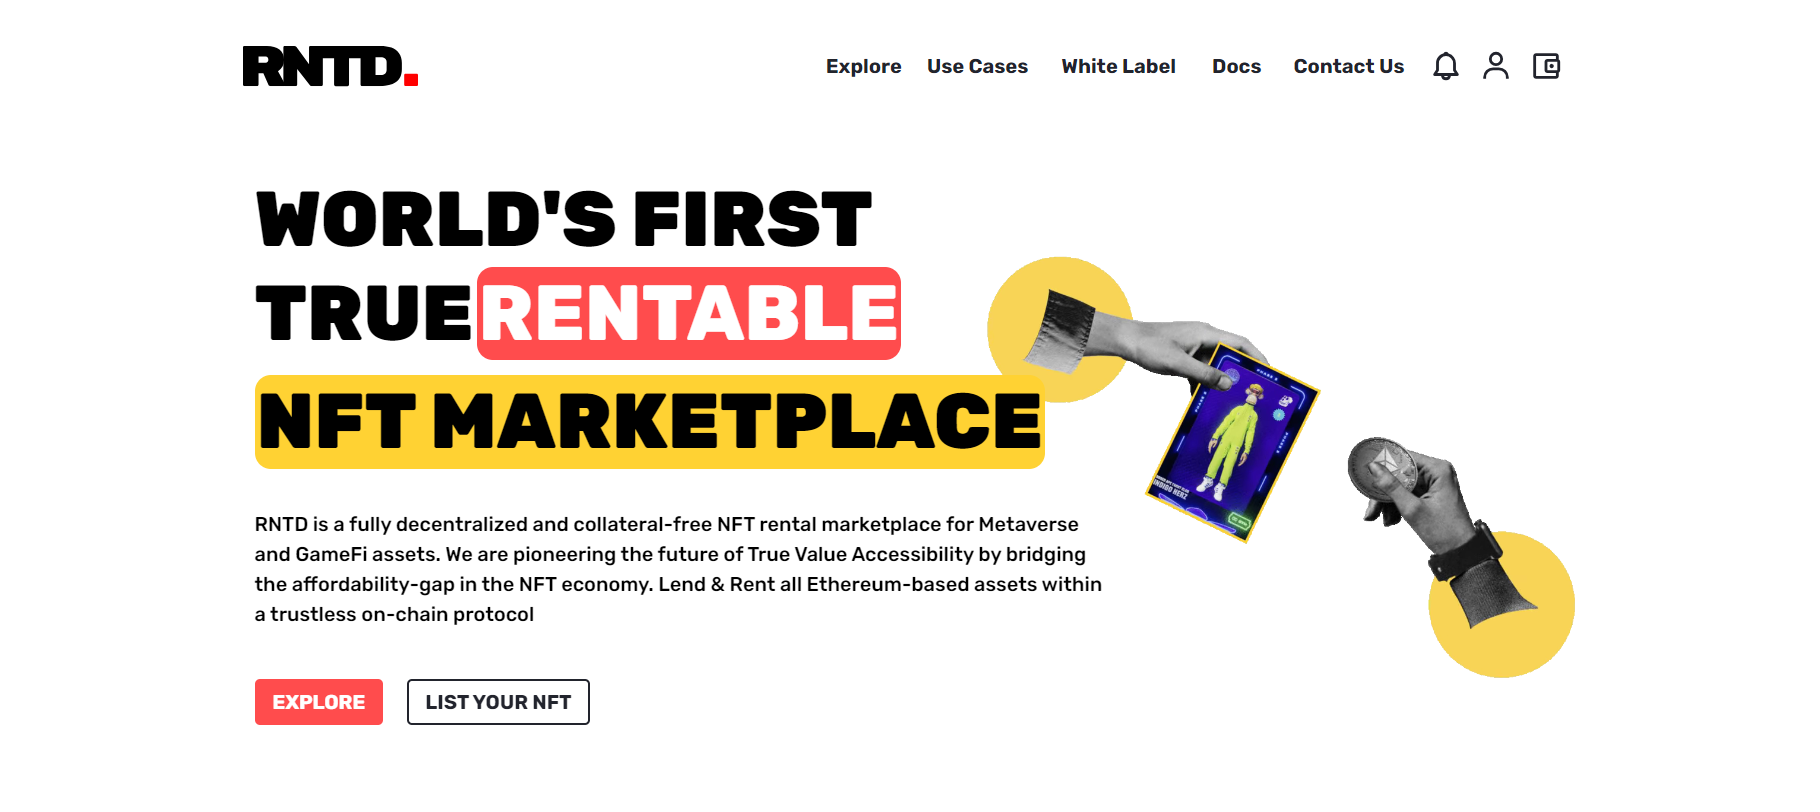 RNTD.
Explore Use Cases White Label Docs Contact Us
WORLD'S FIRST
TRUE RENTABLE
NFT MARKETPLACE
RNTD is a fully decentralized and collateral-free NFT rental marketplace for Metaverse
and GameFi assets. We are pioneering the future of True Value Accessibility by bridging
the affordability-gap in the NFT economy. Lend & Rent all Ethereum-based assets within
a trustless on-chain protocol
EXPLORE LIST YOUR NFT
PHASE
INDIGO HERZ